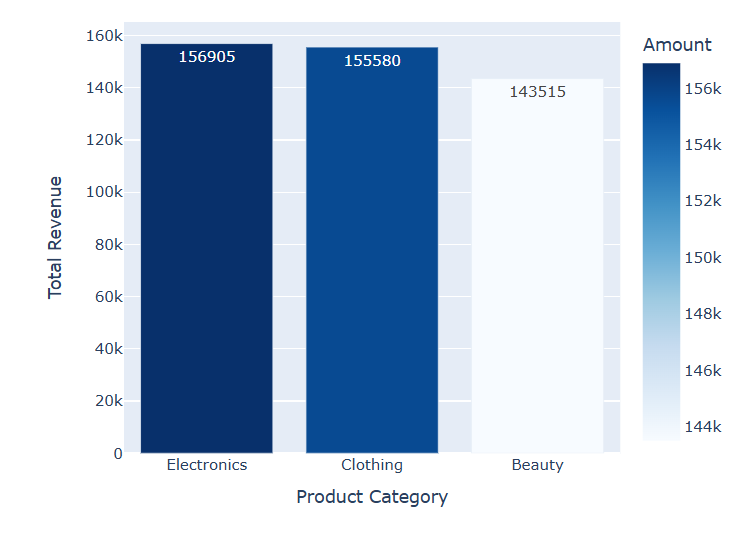 160k
140k
120k
100k
80k
60k
40k
20k
0
Total Revenue
156905
155580
143515
Electronics
Clothing
Beauty
Product Category
Amount
156k
154k
152k
150k
148k
146k
144k